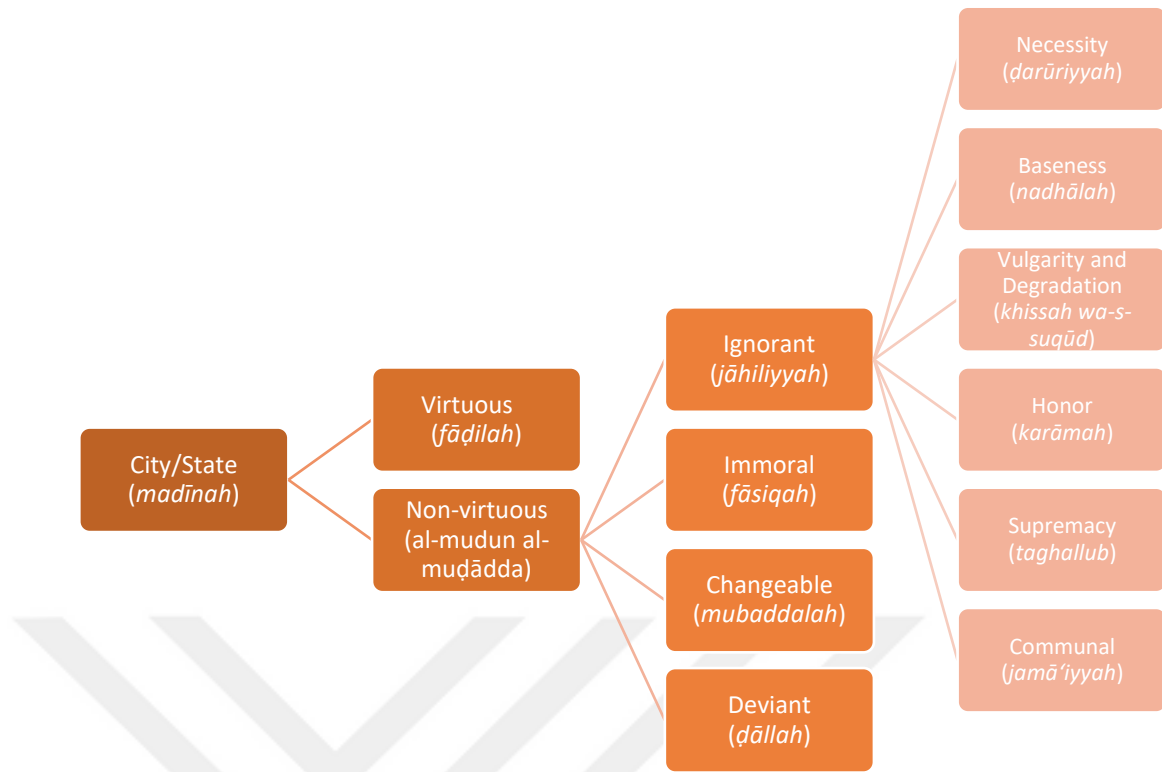 City/State
(madīnah)
Virtuous
(fāḍilah)
Non-virtuous
(al-mudun al-
muḍādda)
Ignorant
(jāhiliyyah)
Immoral
(fāsiqah)
Changeable
(mubaddalah)
Deviant
(ḍāllah)
Necessity
(ḍarūriyyah)
Baseness
(nadhālah)
Vulgarity and
Degradation
(khissah wa-s-
suqūd)
Honor
(karāmah)
Supremacy
(taghallub)
Communal
(jamā‘iyyah)